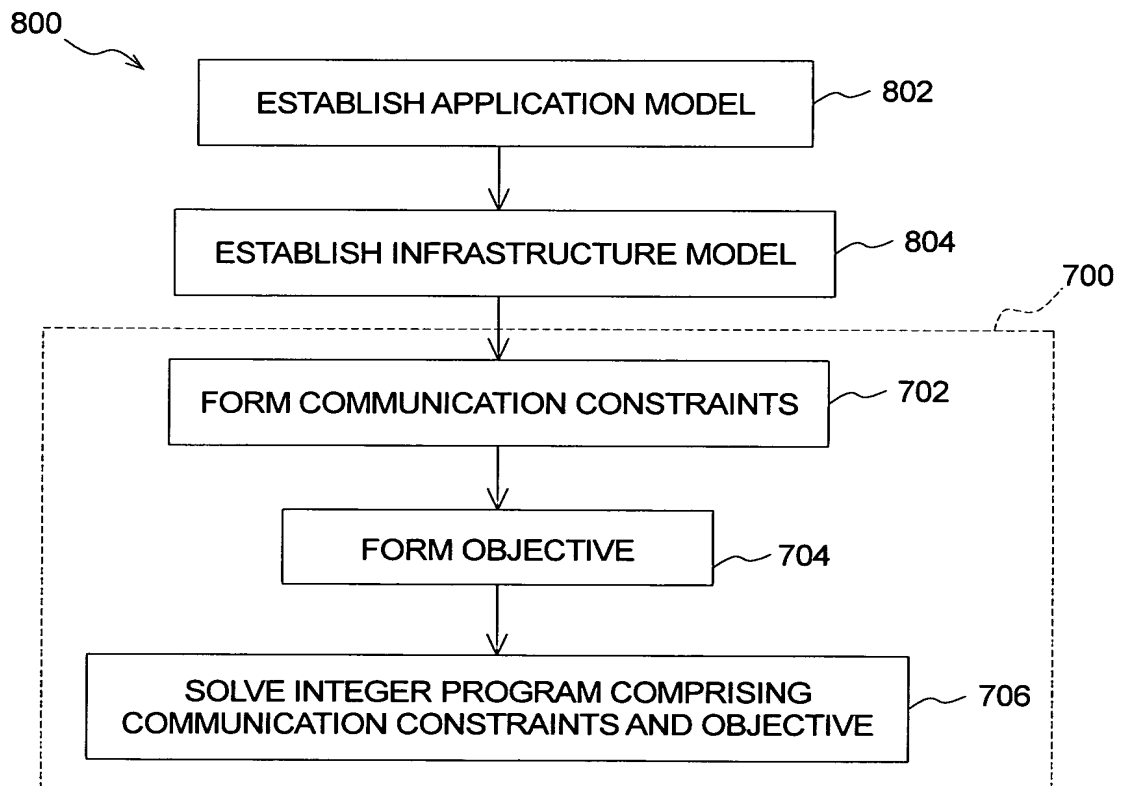 800
ESTABLISH APPLICATION MODEL
802
ESTABLISH INFRASTRUCTURE MODEL
804
700
FORM COMMUNICATION CONSTRAINTS
702
FORM OBJECTIVE
704
SOLVE INTEGER PROGRAM COMPRISING
COMMUNICATION CONSTRAINTS AND OBJECTIVE
706